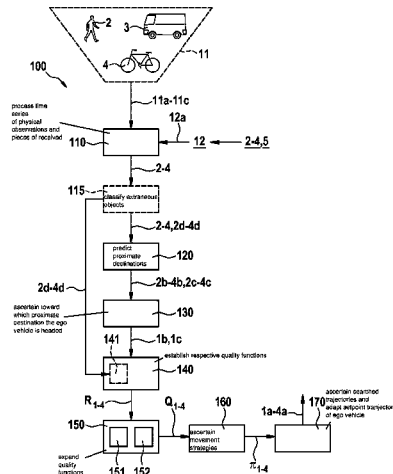 2
3
4
11
100
11a-11c
process time
series
of physical
observations and
pieces of received
110
12a
12
2-4,5
2-4
115
classify extraneous
objects
2-4,2d-4d
predict
proximate
destinations
120
2d-4d
2b-4b,2c-4c
ascertain toward
which proximate
destination the ego
vehicle is headed
130
1b,1c
establish respective quality functions
141
140
ascertain searched
trajectories and
adapt setpoint tranjectory
of ego vehicle
R1-4
150
151
152
expand
quality
functions
Q1-4
160
ascertain
movement
strategies
π1-4
1a-4a
170